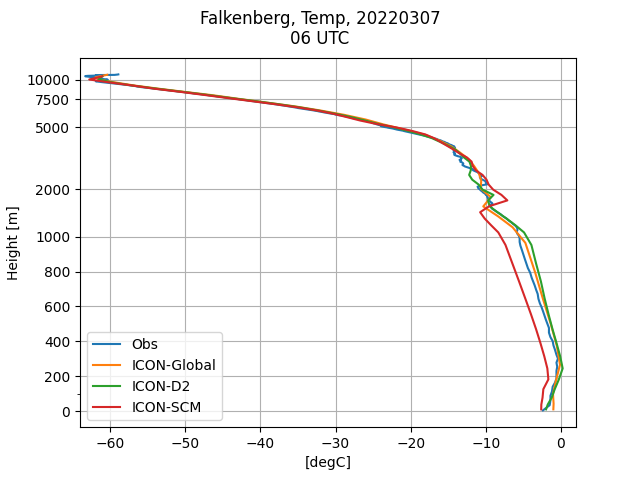 Falkenberg, Temp, 20220307
06 UTC
Height [m]
10000
7500
5000
2000
1000
800
600
400
200
0
Obs
ICON-Global
ICON-D2
ICON-SCM
−60 −50 −40 −30 −20 −10 0
[degC]